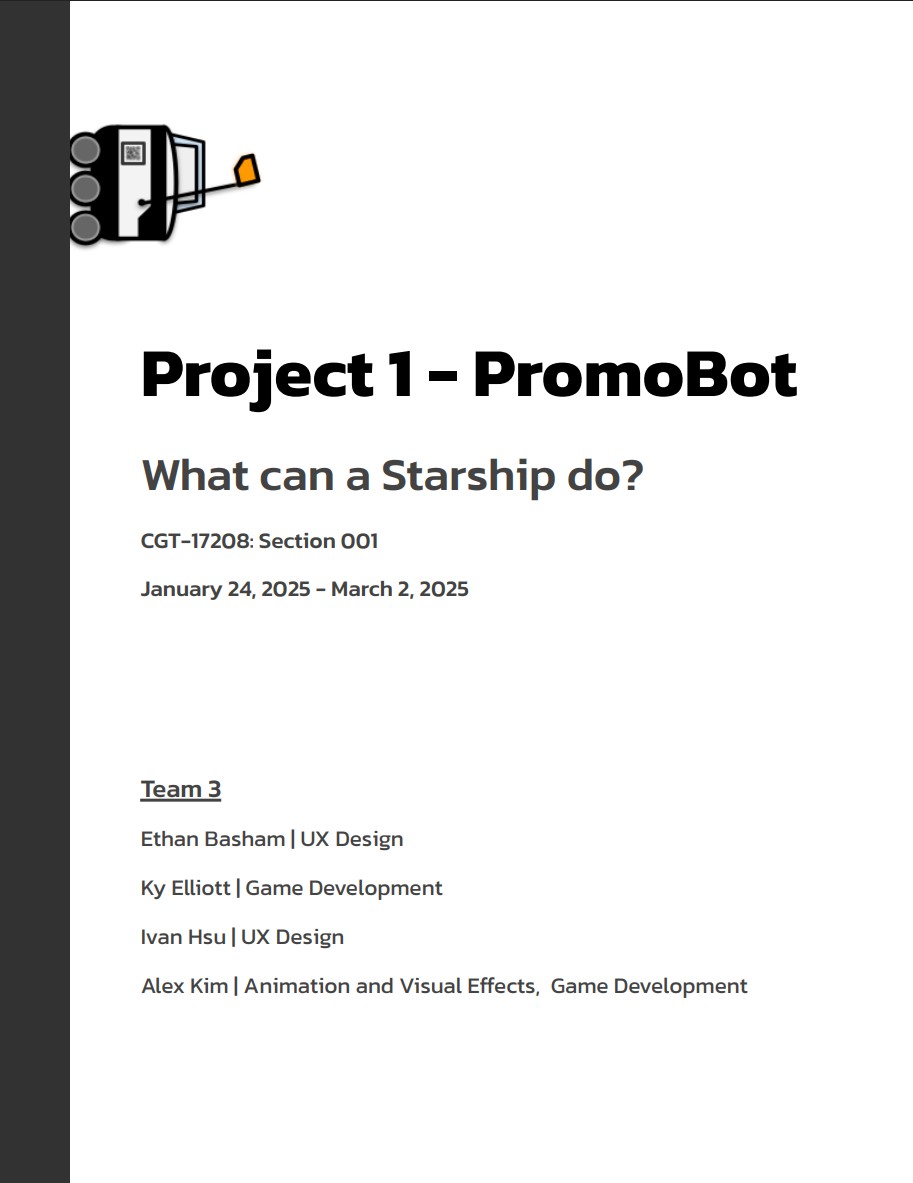 Project 1 - PromoBot
What can a Starship do?
CGT-17208: Section 001
January 24, 2025 - March 2, 2025
Team 3
Ethan Basham | UX Design
Ky Elliott | Game Development
Ivan Hsu | UX Design
Alex Kim | Animation and Visual Effects,  Game Development